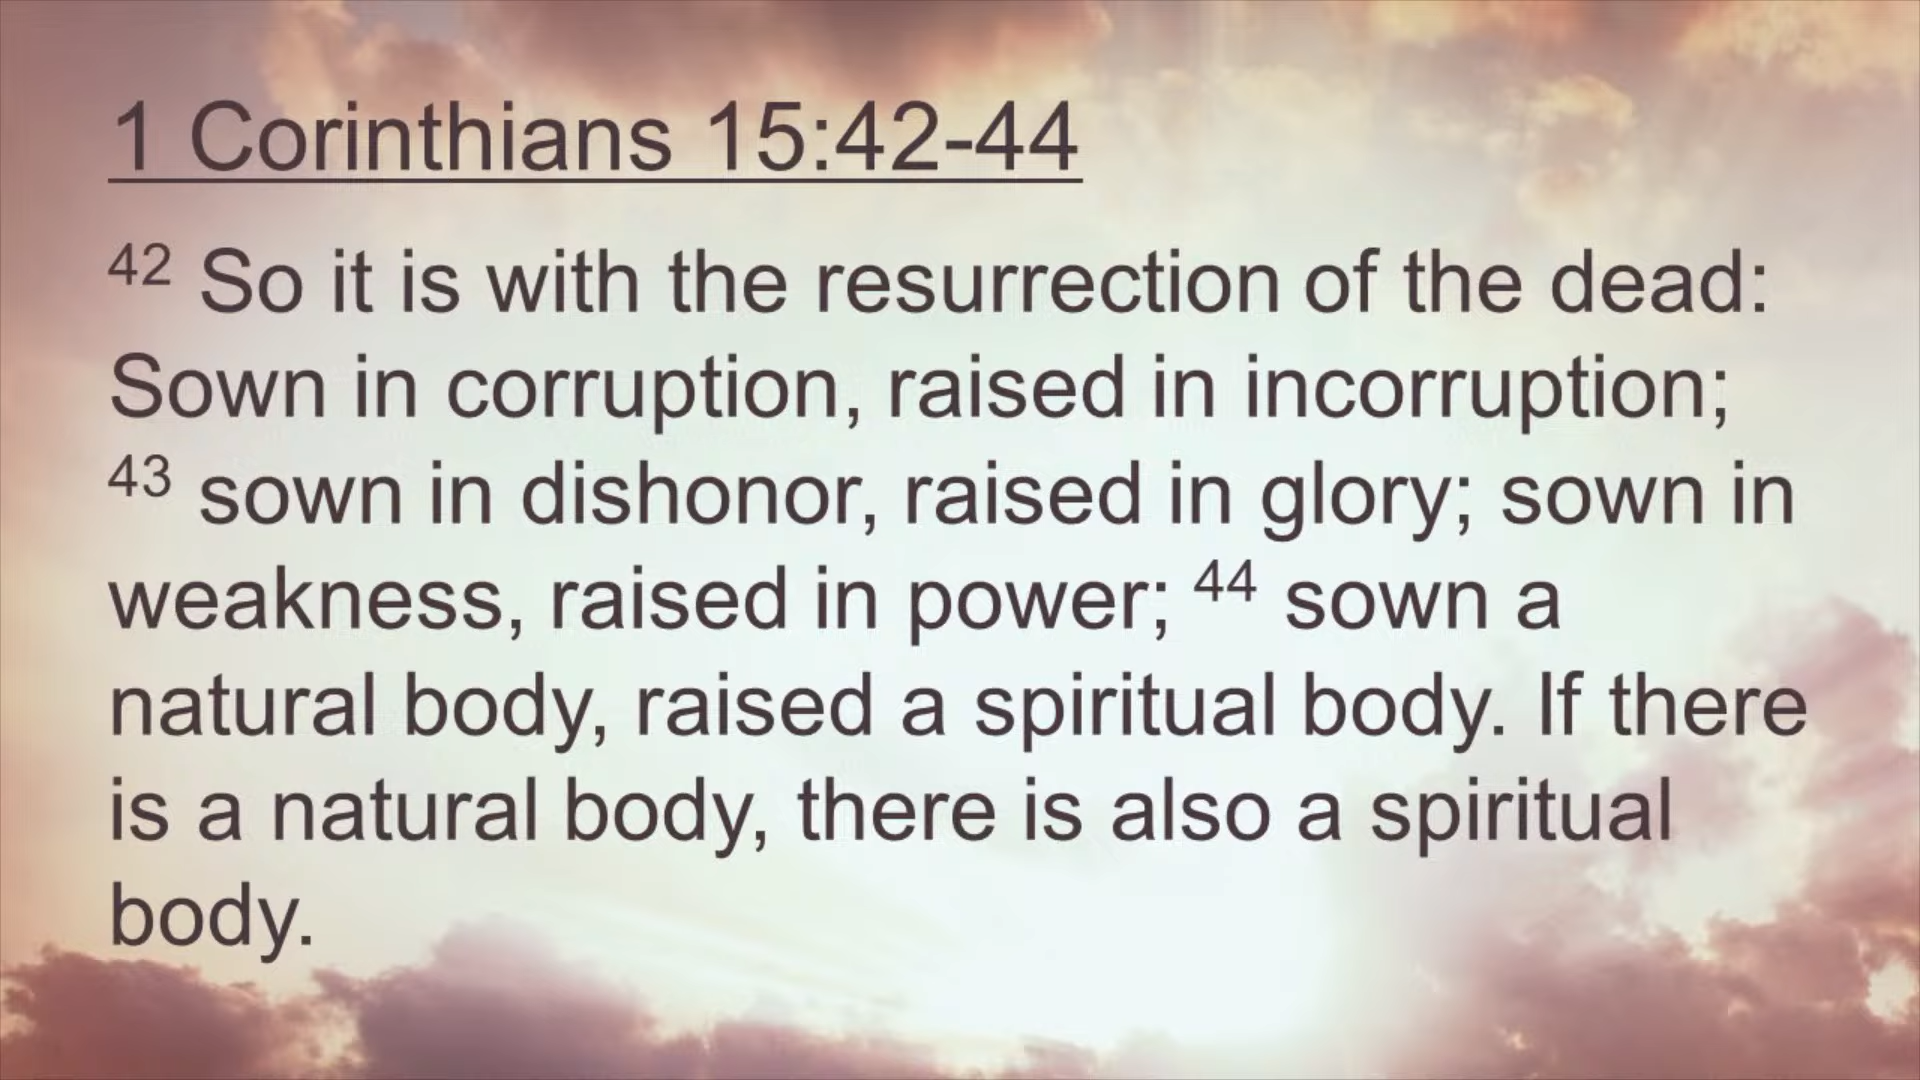 1 Corinthians 15:42-44
42 So it is with the resurrection of the dead:
Sown in corruption, raised in incorruption;
43 sown in dishonor, raised in glory; sown in
weakness, raised in power; 44 sown a
natural body, raised a spiritual body. If there
is a natural body, there is also a spiritual
body.